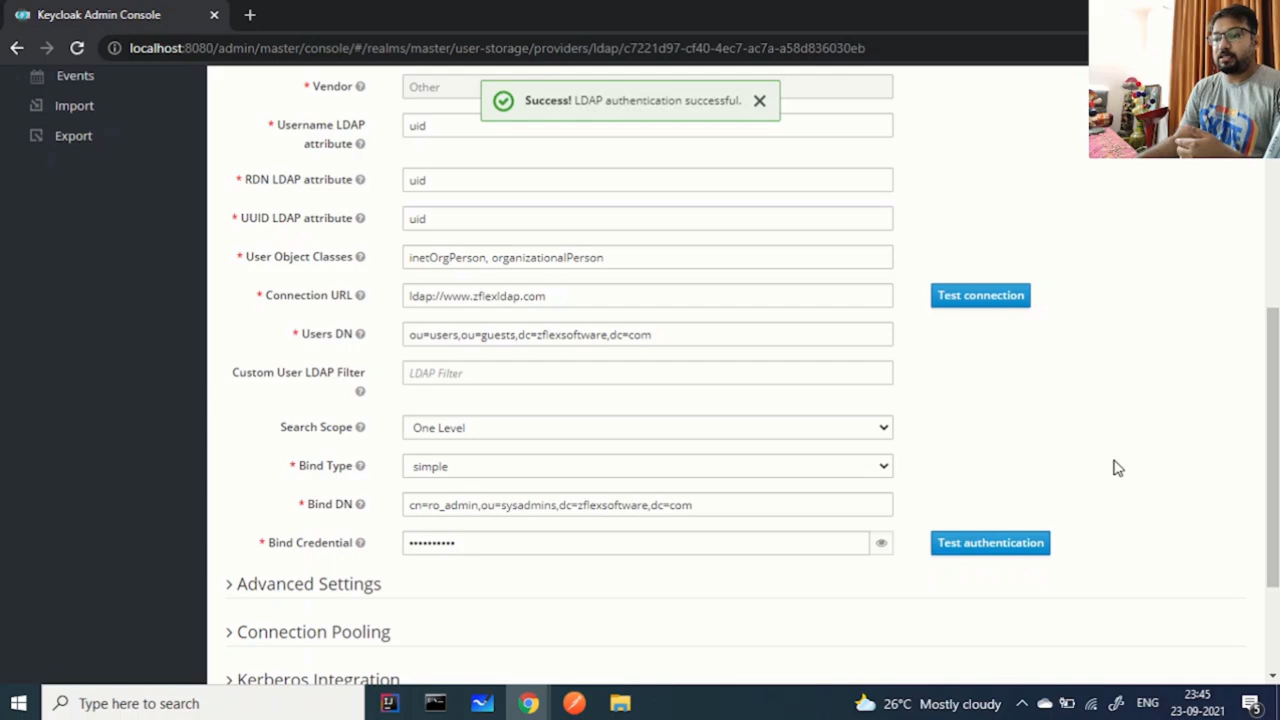 Keycloak Admin Console
localhost:8080/admin/master/console/#/realms/master/user-storage/providers/ldap/c7221d97-cf40-4ec7-ac7a-a58d836030eb
Events
Import
Export
* Vendor
Other
Success! LDAP authentication successful.
* Username LDAP
attribute
uid
* RDN LDAP attribute
uid
* UUID LDAP attribute
uid
* User Object Classes
inetOrgPerson, organizationalPerson
* Connection URL
ldap://www.zflexldap.com
Test connection
* Users DN
ou=users,ou=guests,dc=zflexsoftware,dc=com
Custom User LDAP Filter
LDAP Filter
Search Scope
One Level
* Bind Type
simple
* Bind DN
cn=ro_admin,ou=sysadmins,dc=zflexsoftware,dc=com
* Bind Credential
••••••••••
Test authentication
Advanced Settings
Connection Pooling
Kerberos Integration
Type here to search
26°C Mostly cloudy
ENG
23:45
23-09-2021
5